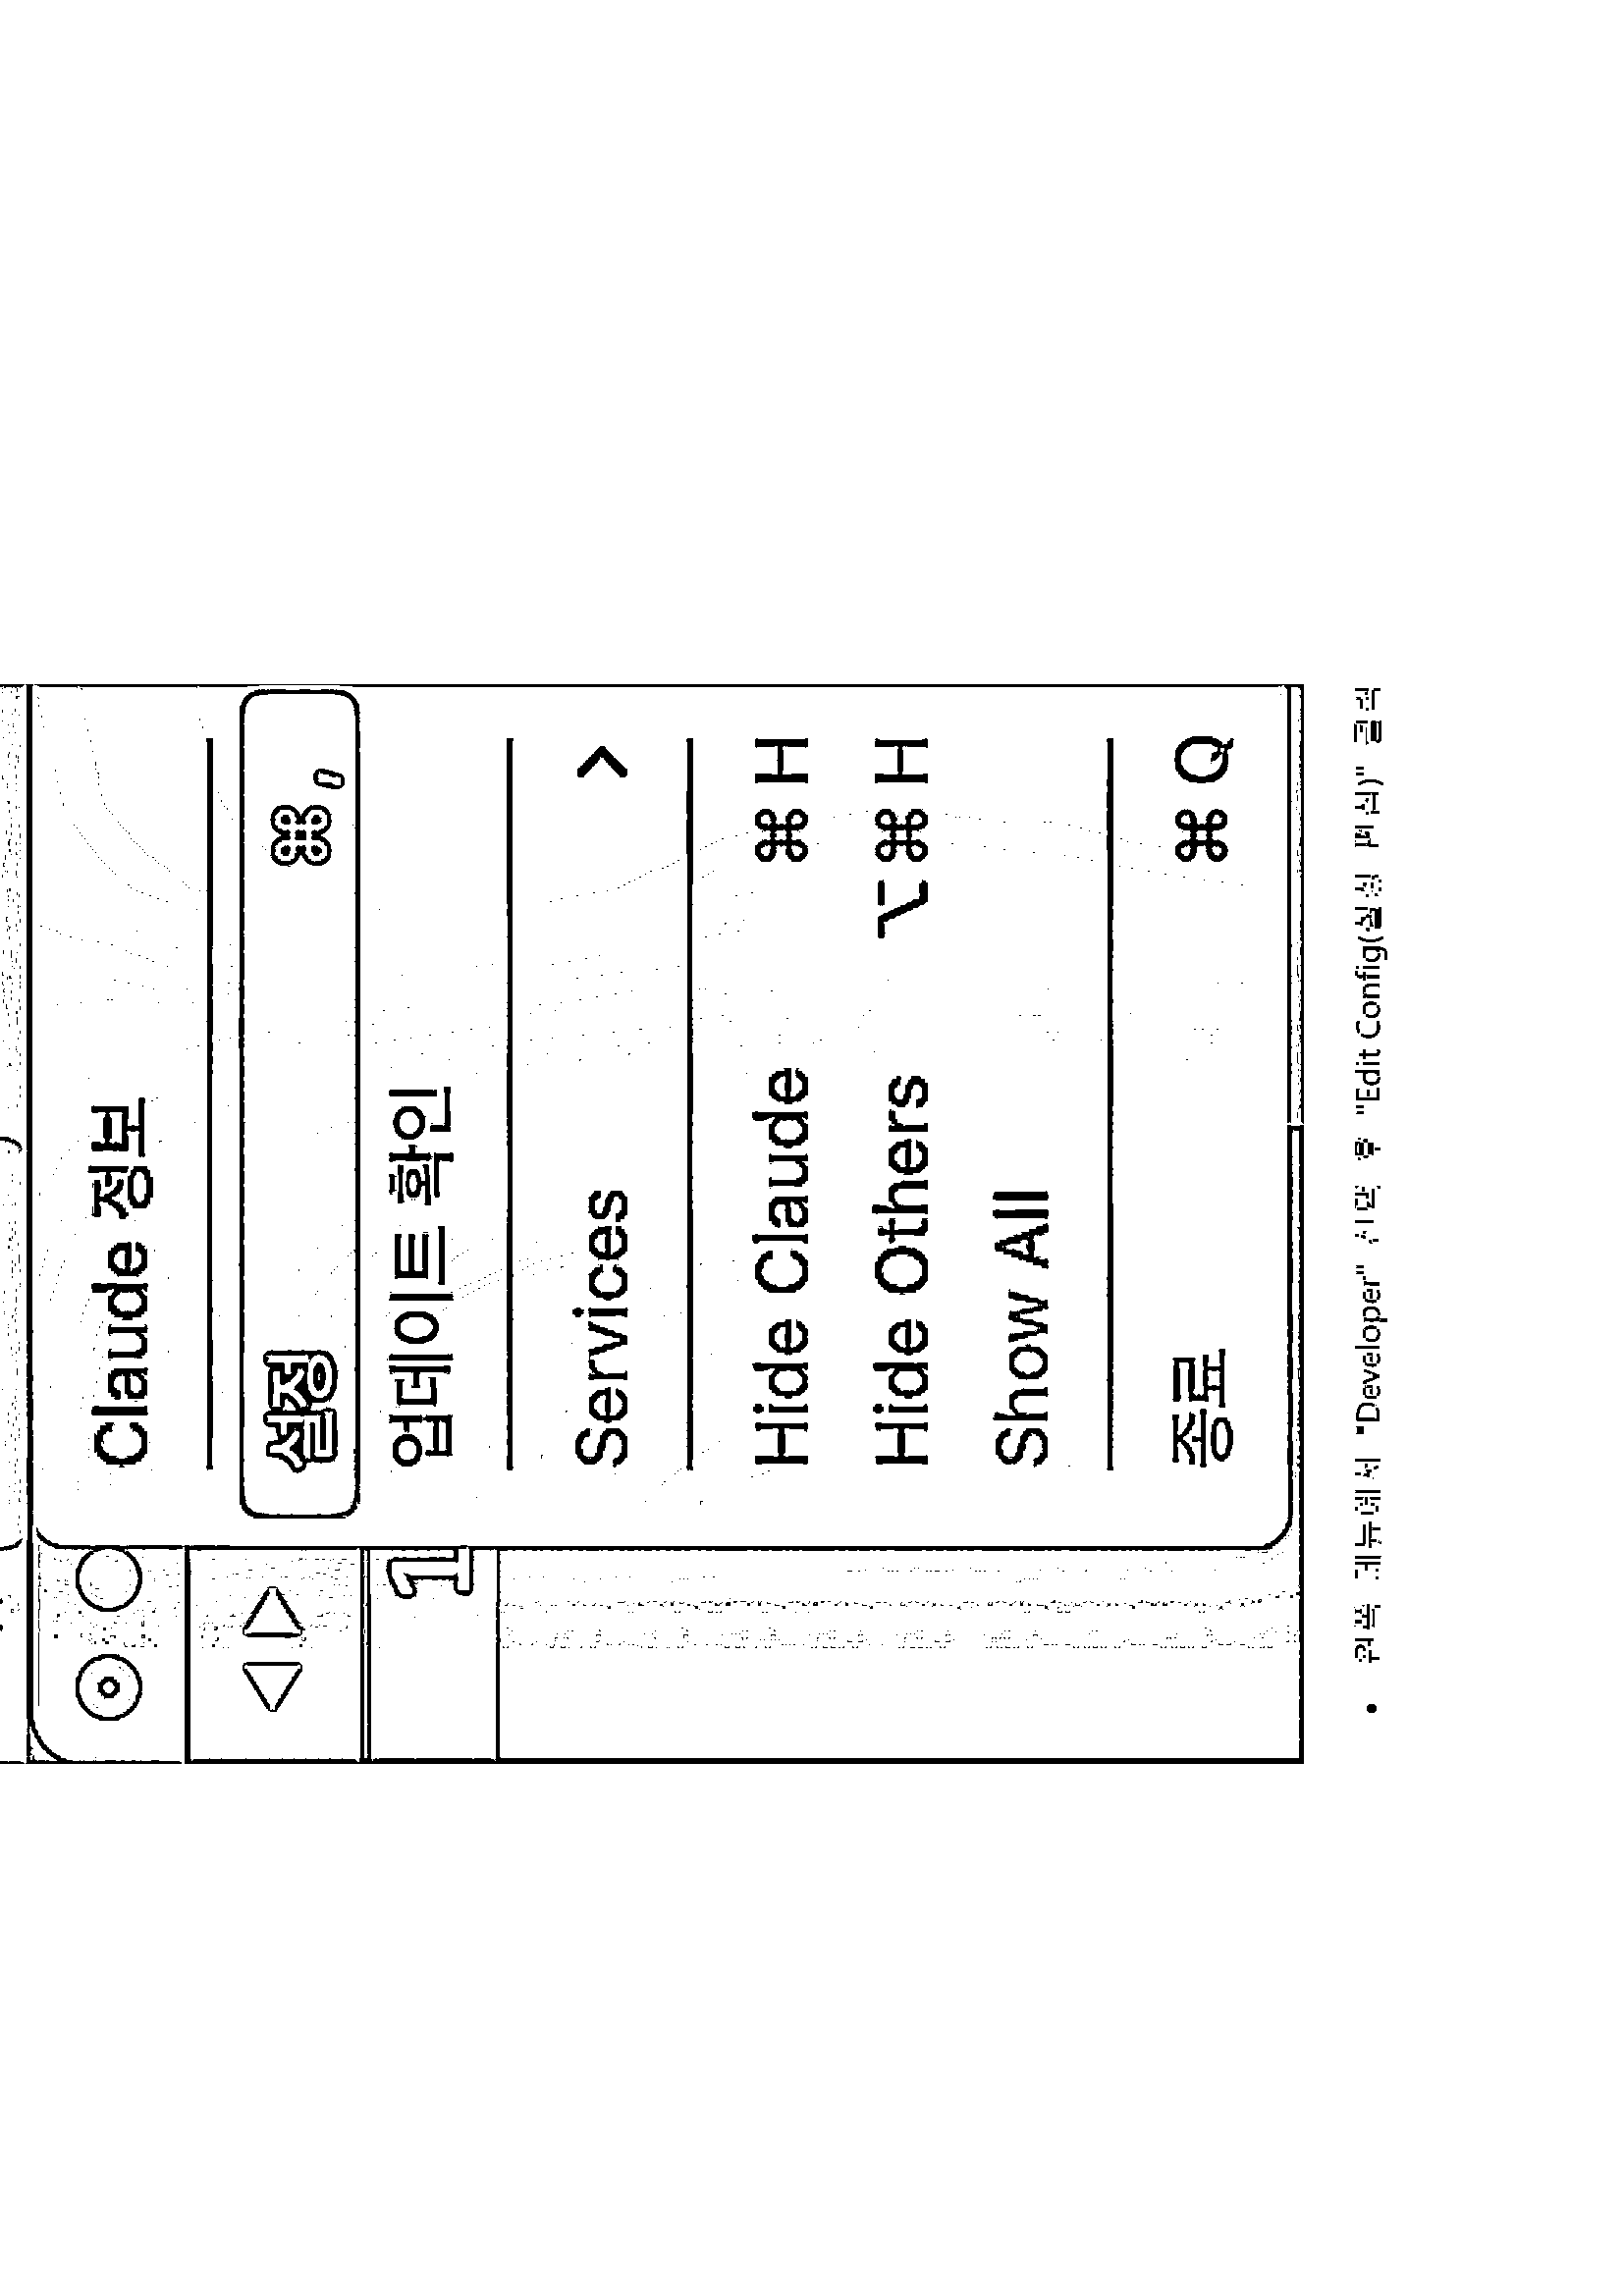 Claude 정보
설정 ⌘ ,
업데이트 확인
Services >
Hide Claude ⌘ H
Hide Others ⌥ ⌘ H
Show All
종료 ⌘ Q
1
• 왼쪽 메뉴에서 "Developer" 선택 후 "Edit Config(설정 편집)" 클릭